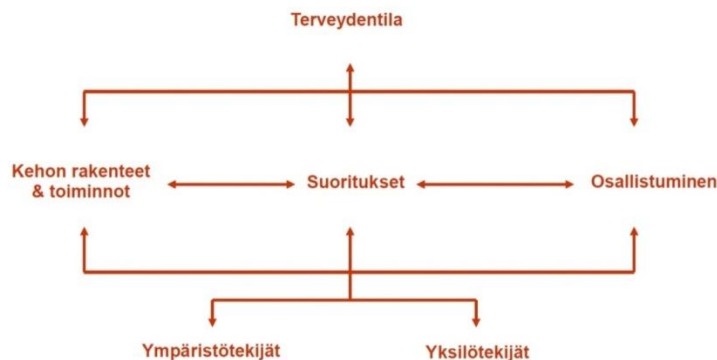 Terveydentila
Kehon rakenteet
& toiminnot
Suoritukset
Osallistuminen
Ympäristötekijät
Yksilötekijät